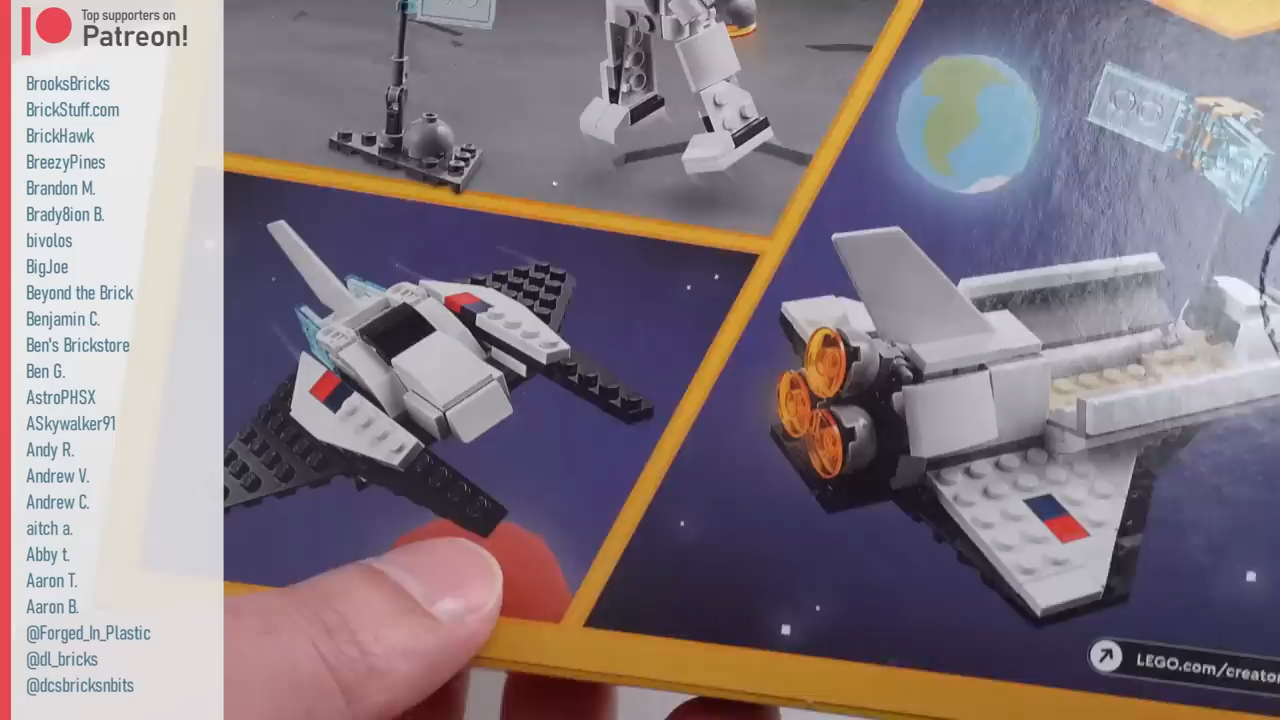 Top supporters on
Patreon!
BrooksBricks
BrickStuff.com
BrickHawk
BreezyPines
Brandon M.
Brady8ion B.
bivolos
BigJoe
Beyond the Brick
Benjamin C.
Ben's Brickstore
Ben G.
AstroPHSX
ASkywalker91
Andy R.
Andrew V.
Andrew C.
aitch a.
Abby t.
Aaron T.
Aaron B.
@Forged_In_Plastic
@dl_bricks
@dcsbricksnbits
LEGO.com/creator